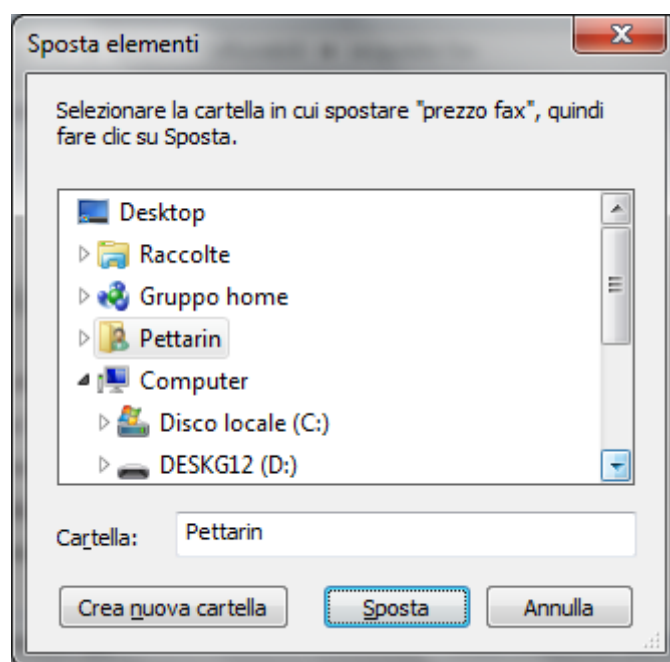 Sposta elementi
Selezionare la cartella in cui spostare "prezzo fax", quindi
fare clic su Sposta.
Desktop
Raccolte
Gruppo home
Pettarin
Computer
Disco locale (C:)
DESKG12 (D:)
Cartella: Pettarin
Crea nuova cartella Sposta Annulla